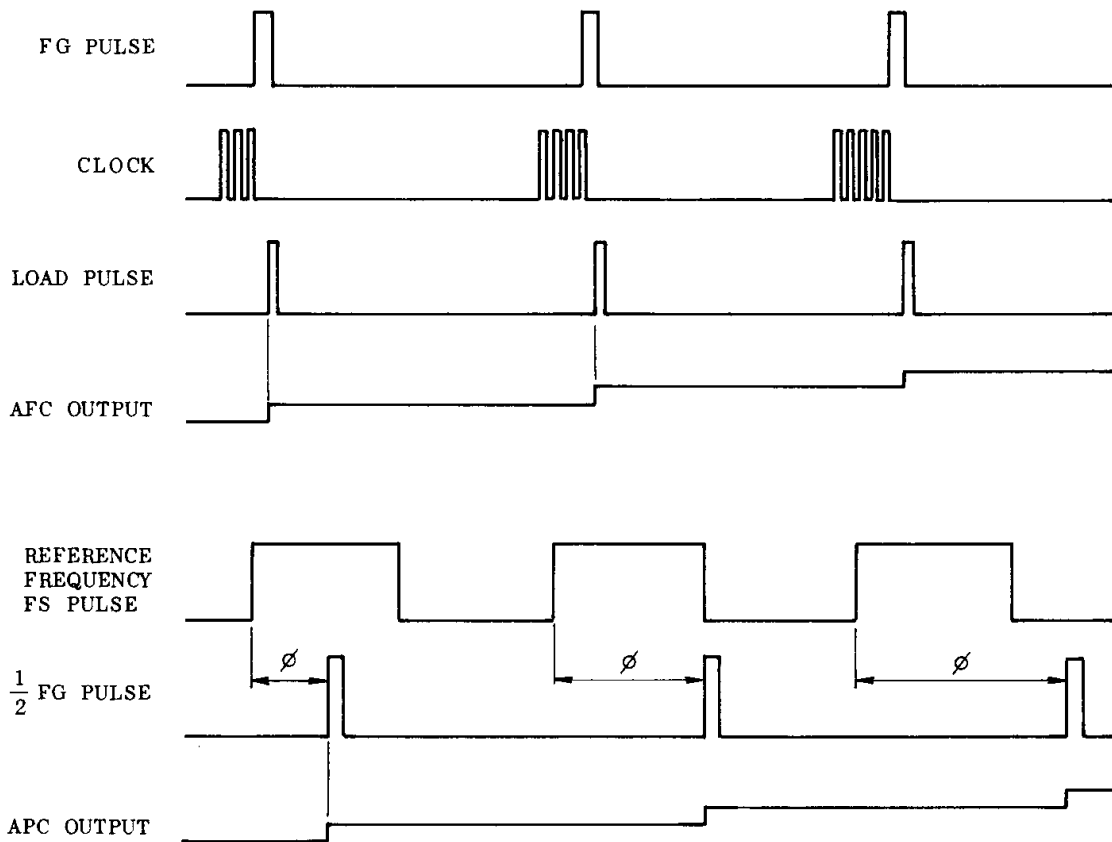 FG PULSE
CLOCK
LOAD PULSE
AFC OUTPUT
REFERENCE
FREQUENCY
FS PULSE
ø ø ø
1/2 FG PULSE
APC OUTPUT